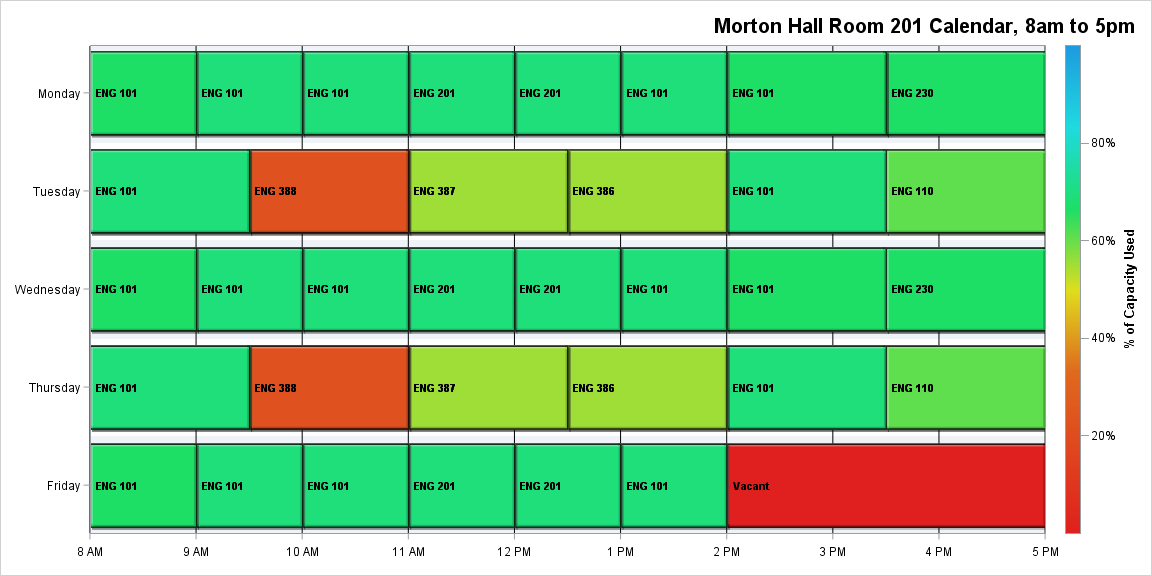 Morton Hall Room 201 Calendar, 8am to 5pm
Monday
ENG 101
ENG 101
ENG 101
ENG 201
ENG 201
ENG 101
ENG 101
ENG 230
Tuesday
ENG 101
ENG 388
ENG 387
ENG 386
ENG 101
ENG 110
Wednesday
ENG 101
ENG 101
ENG 101
ENG 201
ENG 201
ENG 101
ENG 101
ENG 230
Thursday
ENG 101
ENG 388
ENG 387
ENG 386
ENG 101
ENG 110
Friday
ENG 101
ENG 101
ENG 101
ENG 201
ENG 201
ENG 101
Vacant
8 AM
9 AM
10 AM
11 AM
12 PM
1 PM
2 PM
3 PM
4 PM
5 PM
80%
60%
40%
20%
% of Capacity Used